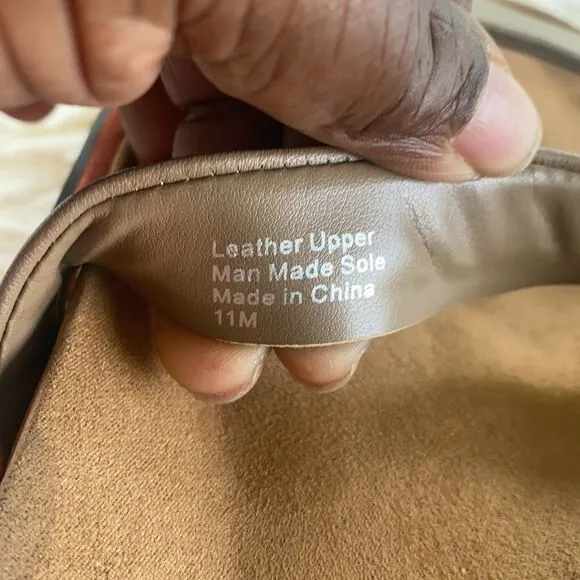 Leather Upper
Man Made Sole
Made in China
11M